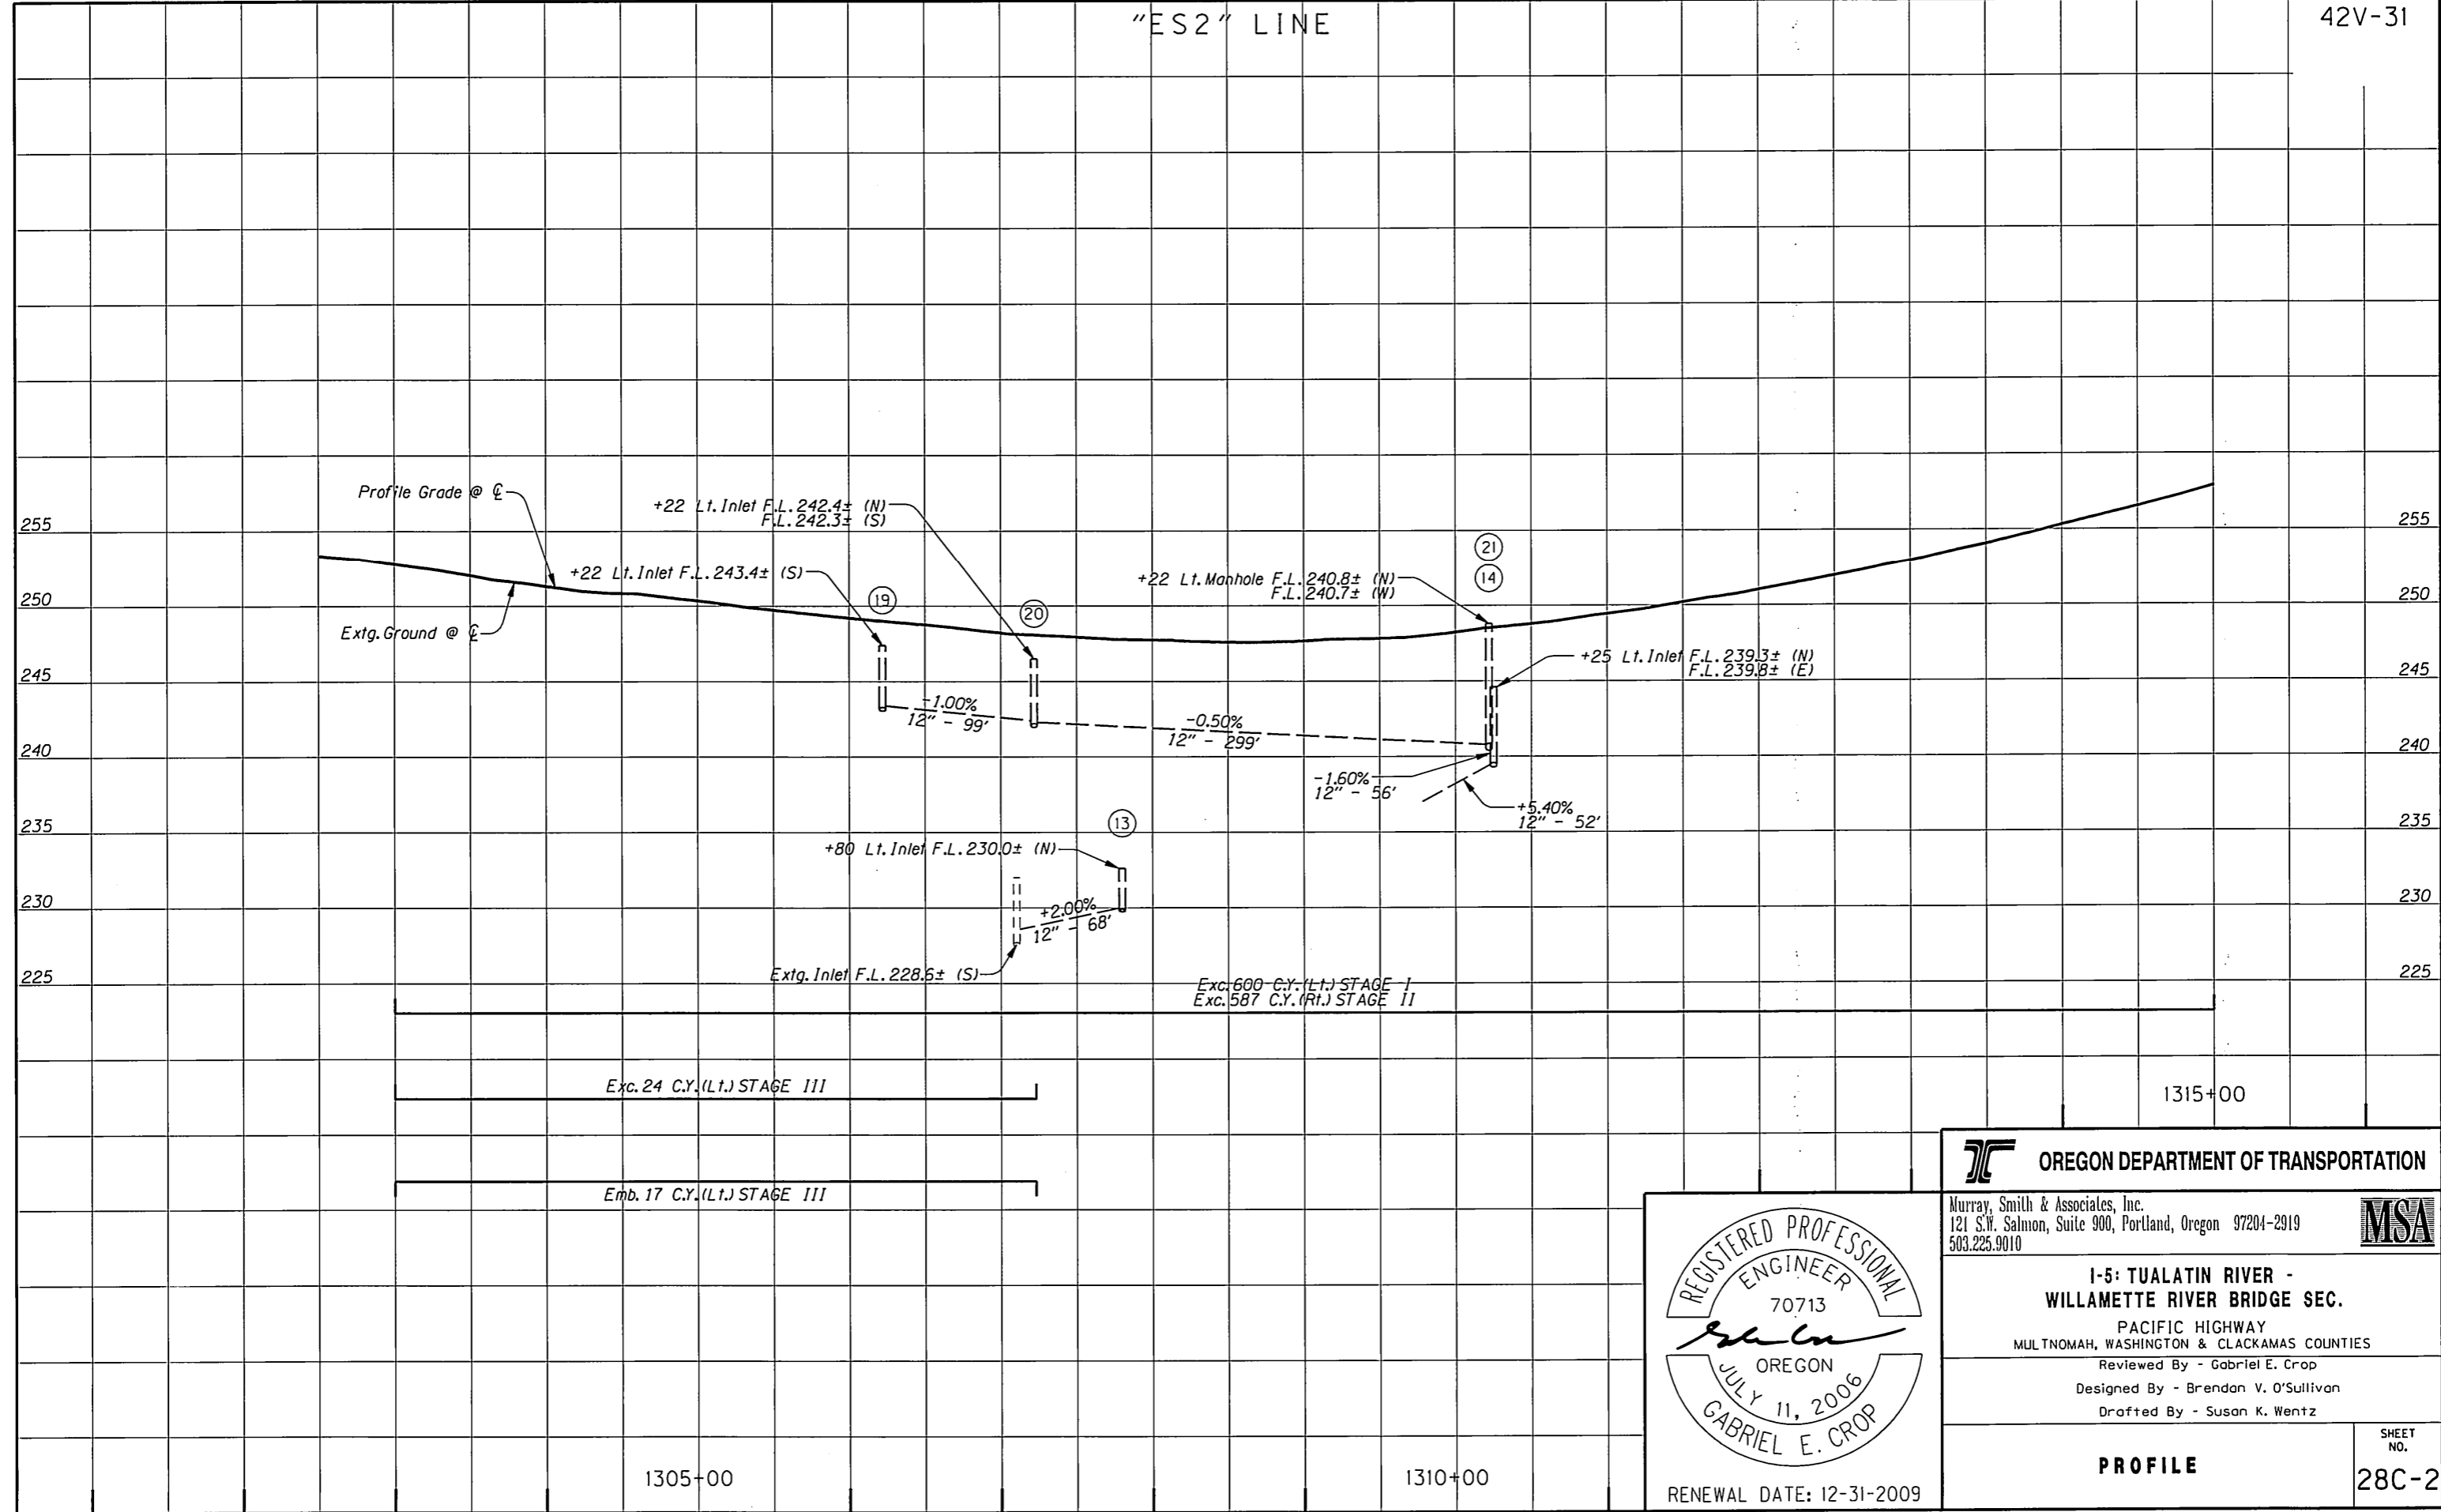 "ES2" LINE
42V-31
Profile Grade @ ℄
+22 Lt. Inlet F.L. 242.4± (N)
F.L. 242.3± (S)
255
255
+22 Lt. Inlet F.L. 243.4± (S)
21
14
+22 Lt. Manhole F.L. 240.8± (N)
F.L. 240.7± (W)
19
20
250
250
Extg. Ground @ ℄
+25 Lt. Inlet F.L. 239.3± (N)
F.L. 239.8± (E)
245
245
-1.00%
12" - 99'
-0.50%
12" - 299'
240
240
-1.60%
12" - 56'
+5.40%
12" - 52'
235
235
13
+80 Lt. Inlet F.L. 230.0± (N)
230
230
+2.00%
12" - 68'
Extg. Inlet F.L. 228.6± (S)
225
225
Exc. 600 C.Y. (Lt.) STAGE I
Exc. 587 C.Y. (Rt.) STAGE II
Exc. 24 C.Y. (Lt.) STAGE III
1315+00
Emb. 17 C.Y. (Lt.) STAGE III
1305+00
1310+00
REGISTERED PROFESSIONAL
ENGINEER
70713
OREGON
JULY 11, 2006
GABRIEL E. CROP
RENEWAL DATE: 12-31-2009
OREGON DEPARTMENT OF TRANSPORTATION
Murray, Smith & Associates, Inc.
121 S.W. Salmon, Suite 900, Portland, Oregon 97204-2919
503.225.9010
MSA
I-5: TUALATIN RIVER -
WILLAMETTE RIVER BRIDGE SEC.
PACIFIC HIGHWAY
MULTNOMAH, WASHINGTON & CLACKAMAS COUNTIES
Reviewed By - Gabriel E. Crop
Designed By - Brendan V. O'Sullivan
Drafted By - Susan K. Wentz
PROFILE
SHEET
NO.
28C-2